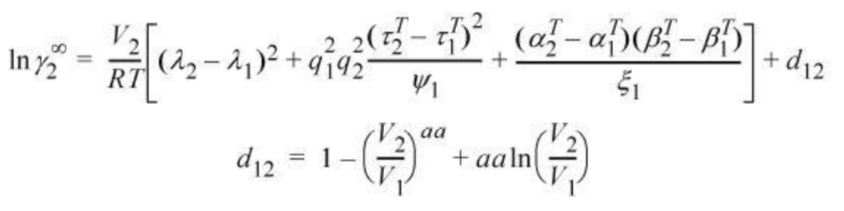 ln γ₂^∞ = V₂/RT [(λ₂ − λ₁)² + q₁²q₂² (τ₂^T − τ₁^T)²/ψ₁ + (α₂^T − α₁^T)(β₂^T − β₁^T)/ξ₁] + d₁₂
d₁₂ = 1 − (V₂/V₁)^aa + aa ln(V₂/V₁)